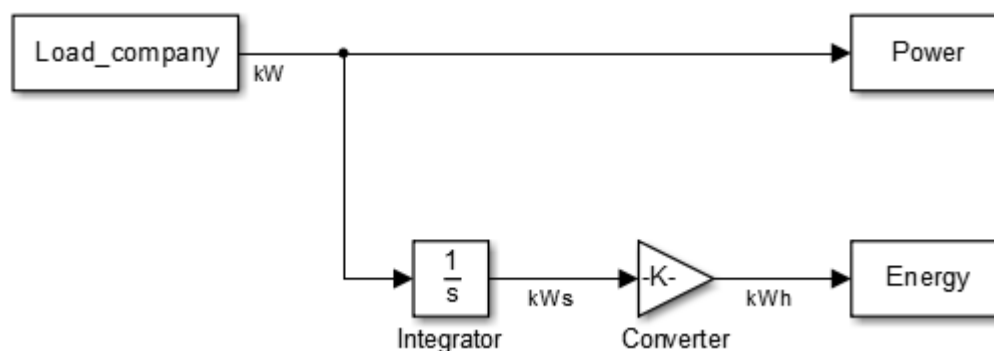 Load_company
kW
Power
1
s
kWs
-K-
kWh
Energy
Integrator
Converter